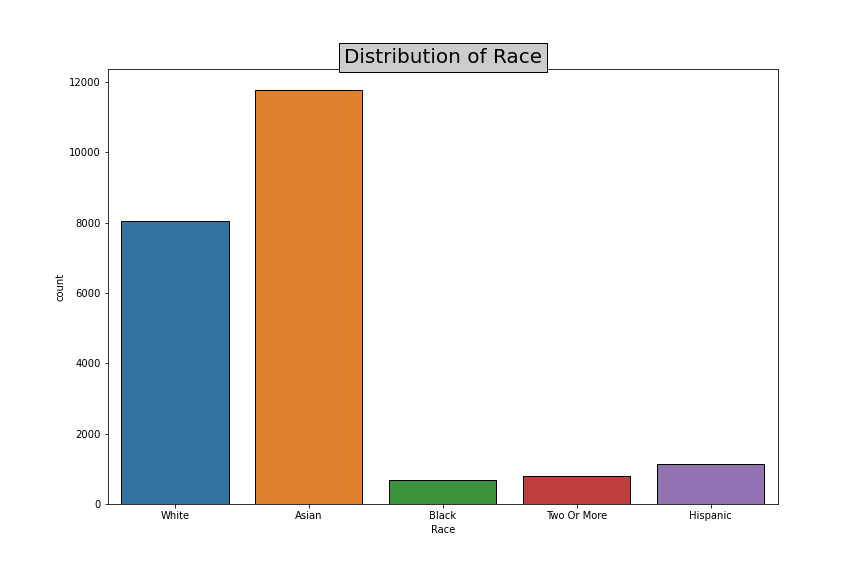 Distribution of Race
12000
10000
8000
6000
4000
2000
0
count
White Asian Black Two Or More Hispanic
Race